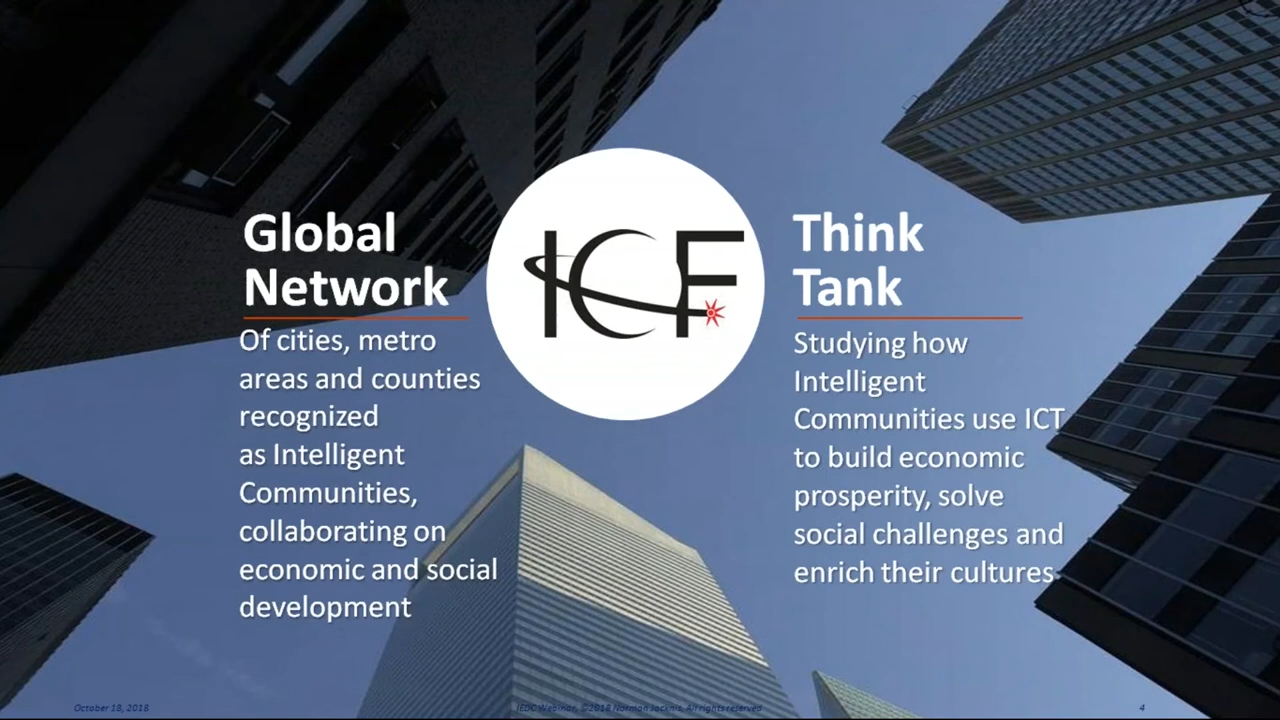 Global
Network
Of cities, metro
areas and counties
recognized
as Intelligent
Communities,
collaborating on
economic and social
development
ICF
Think
Tank
Studying how
Intelligent
Communities use ICT
to build economic
prosperity, solve
social challenges and
enrich their cultures
October 18, 2018
IEDC Webinar, ©2018 Norman Jacknis, All rights reserved
4